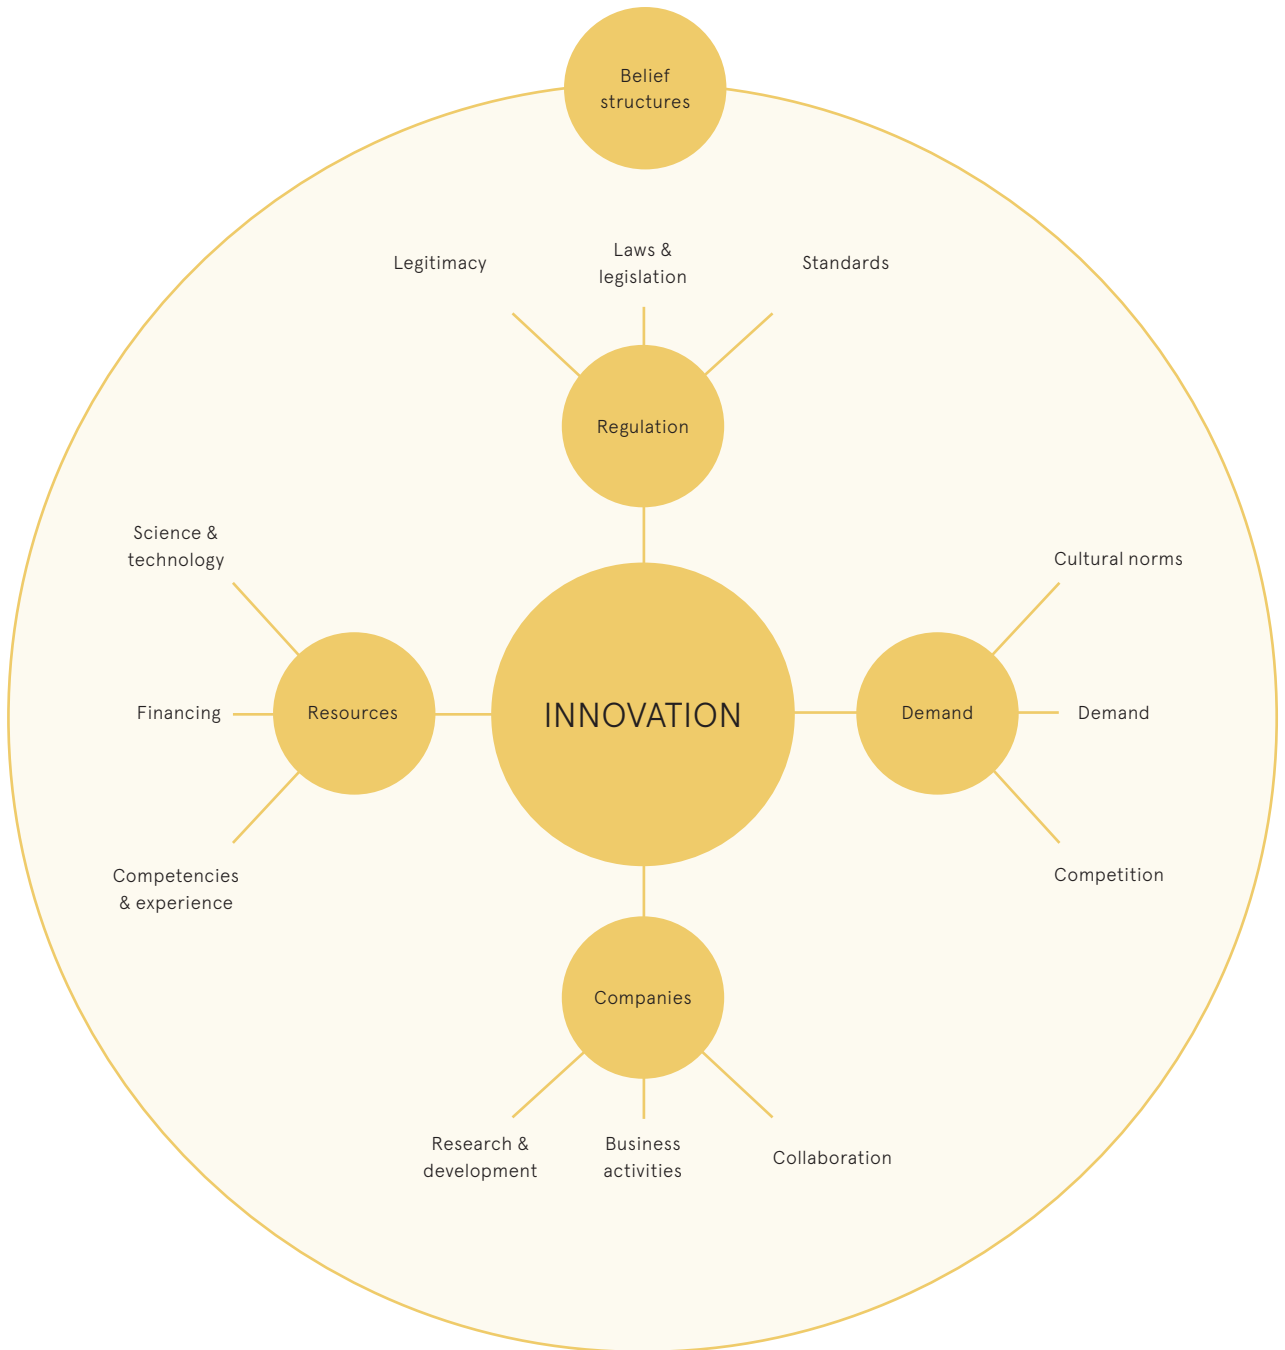 Belief
structures
Legitimacy
Laws &
legislation
Standards
Regulation
Science &
technology
Cultural norms
Financing
Resources
INNOVATION
Demand
Demand
Competencies
& experience
Competition
Companies
Research &
development
Business
activities
Collaboration